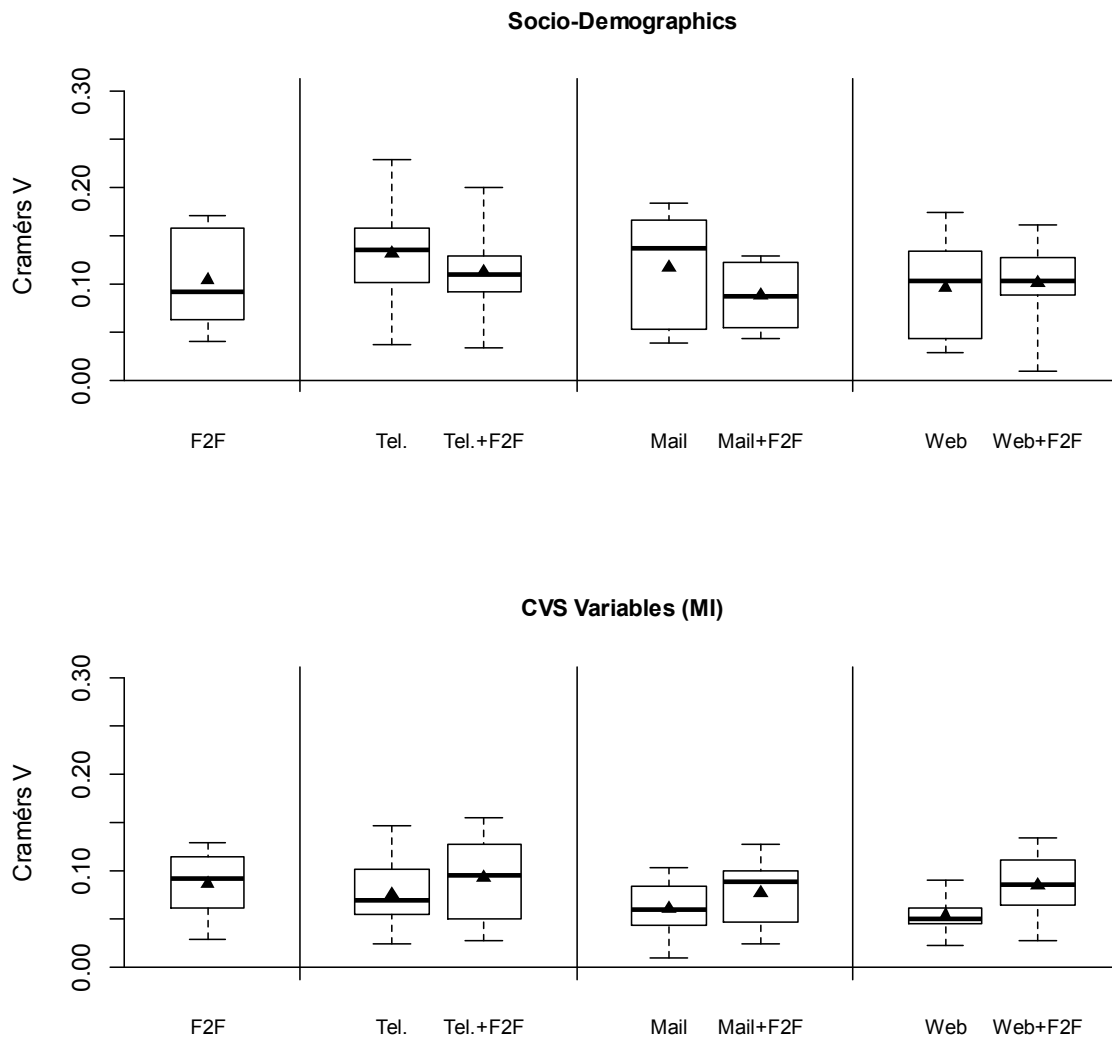 Socio-Demographics
Cramérs V
0.30
0.20
0.10
0.00
F2F Tel. Tel.+F2F Mail Mail+F2F Web Web+F2F
CVS Variables (MI)
Cramérs V
0.30
0.20
0.10
0.00
F2F Tel. Tel.+F2F Mail Mail+F2F Web Web+F2F